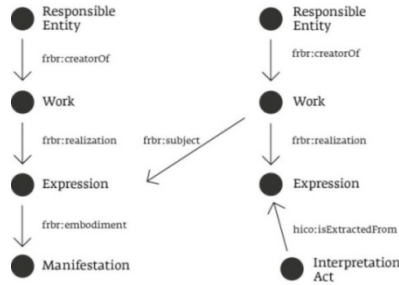 Responsible
Entity
frbr:creatorOf
Work
frbr:realization
Expression
frbr:embodiment
Manifestation
frbr:subject
Responsible
Entity
frbr:creatorOf
Work
frbr:realization
Expression
hico:isExtractedFrom
Interpretation
Act